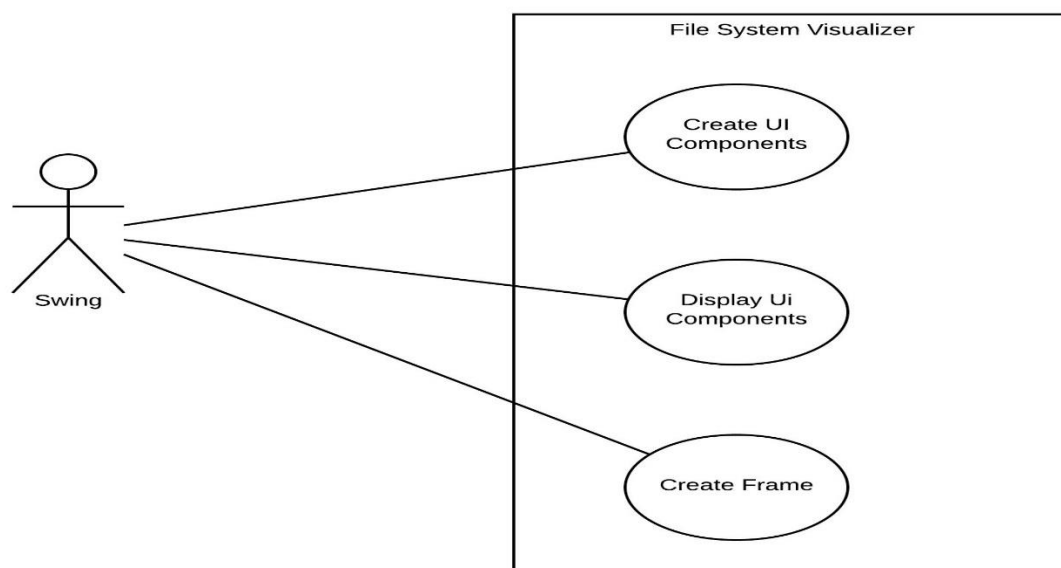 File System Visualizer
Create UI
Components
Swing
Display Ui
Components
Create Frame